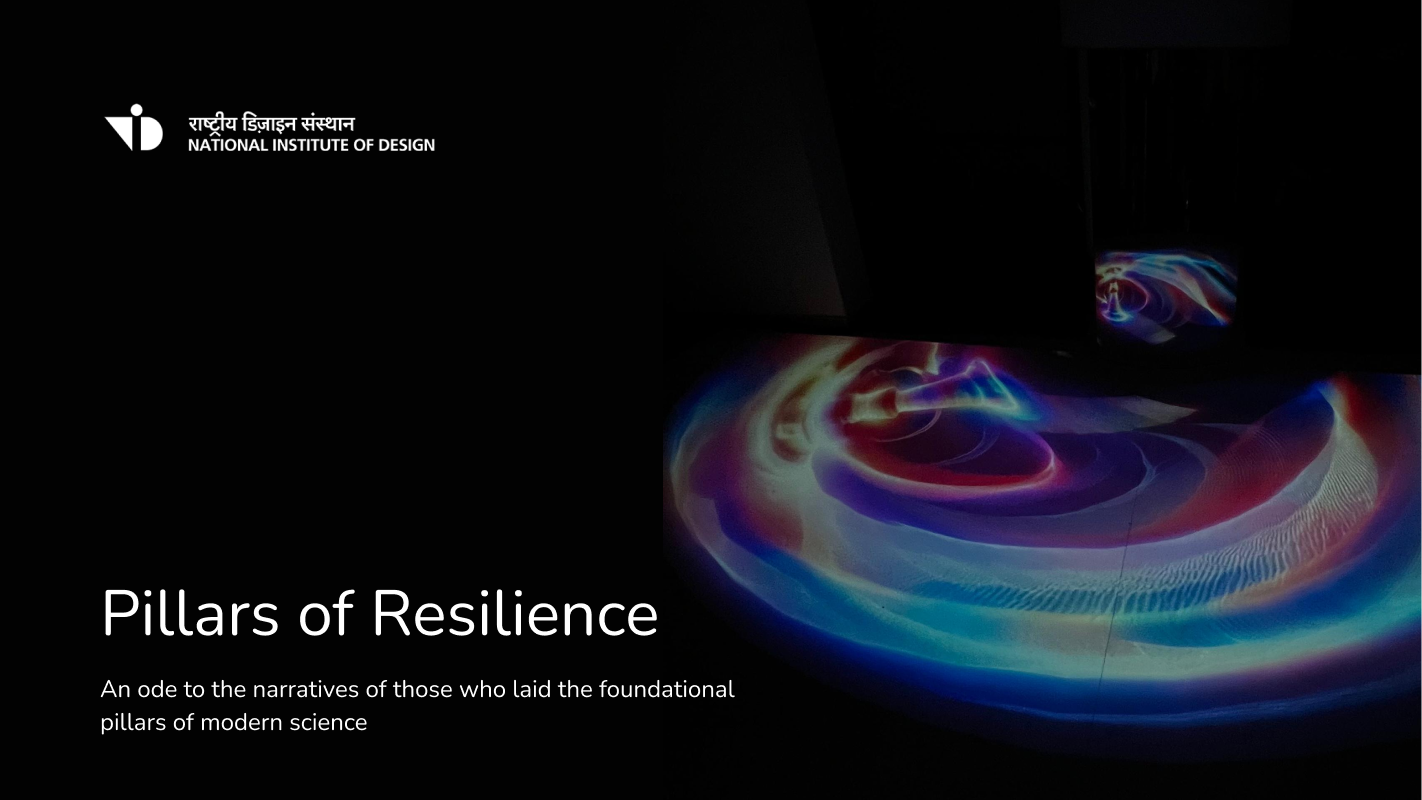 राष्ट्रीय डिज़ाइन संस्थान
NATIONAL INSTITUTE OF DESIGN
Pillars of Resilience
An ode to the narratives of those who laid the foundational
pillars of modern science